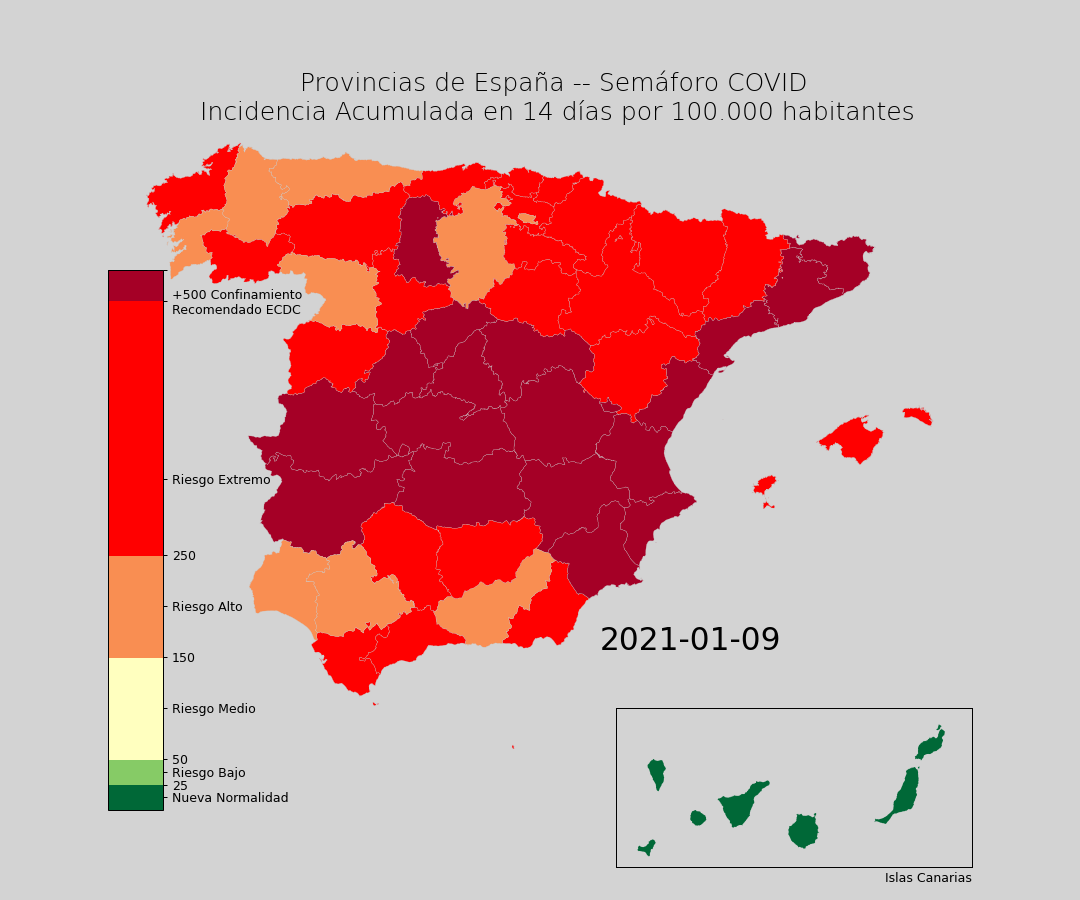 Provincias de España -- Semáforo COVID
Incidencia Acumulada en 14 días por 100.000 habitantes
+500 Confinamiento
Recomendado ECDC
Riesgo Extremo
250
Riesgo Alto
150
Riesgo Medio
50
Riesgo Bajo
25
Nueva Normalidad
2021-01-09
Islas Canarias